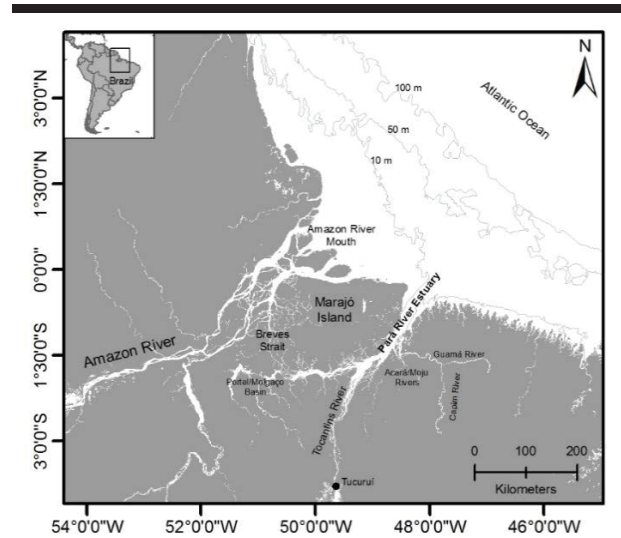 Brazil
N
Atlantic Ocean
100 m
50 m
10 m
Amazon River
Mouth
Marajó
Island
Pará River Estuary
Breves
Strait
Amazon River
Portel/Melgaço
Basin
Tocantins River
Acará/Moju
Rivers
Guamá River
Capim River
Tucuruí
0 100 200
Kilometers
3°0'0"N
1°30'0"N
0°0'0"
1°30'0"S
3°0'0"S
54°0'0"W 52°0'0"W 50°0'0"W 48°0'0"W 46°0'0"W